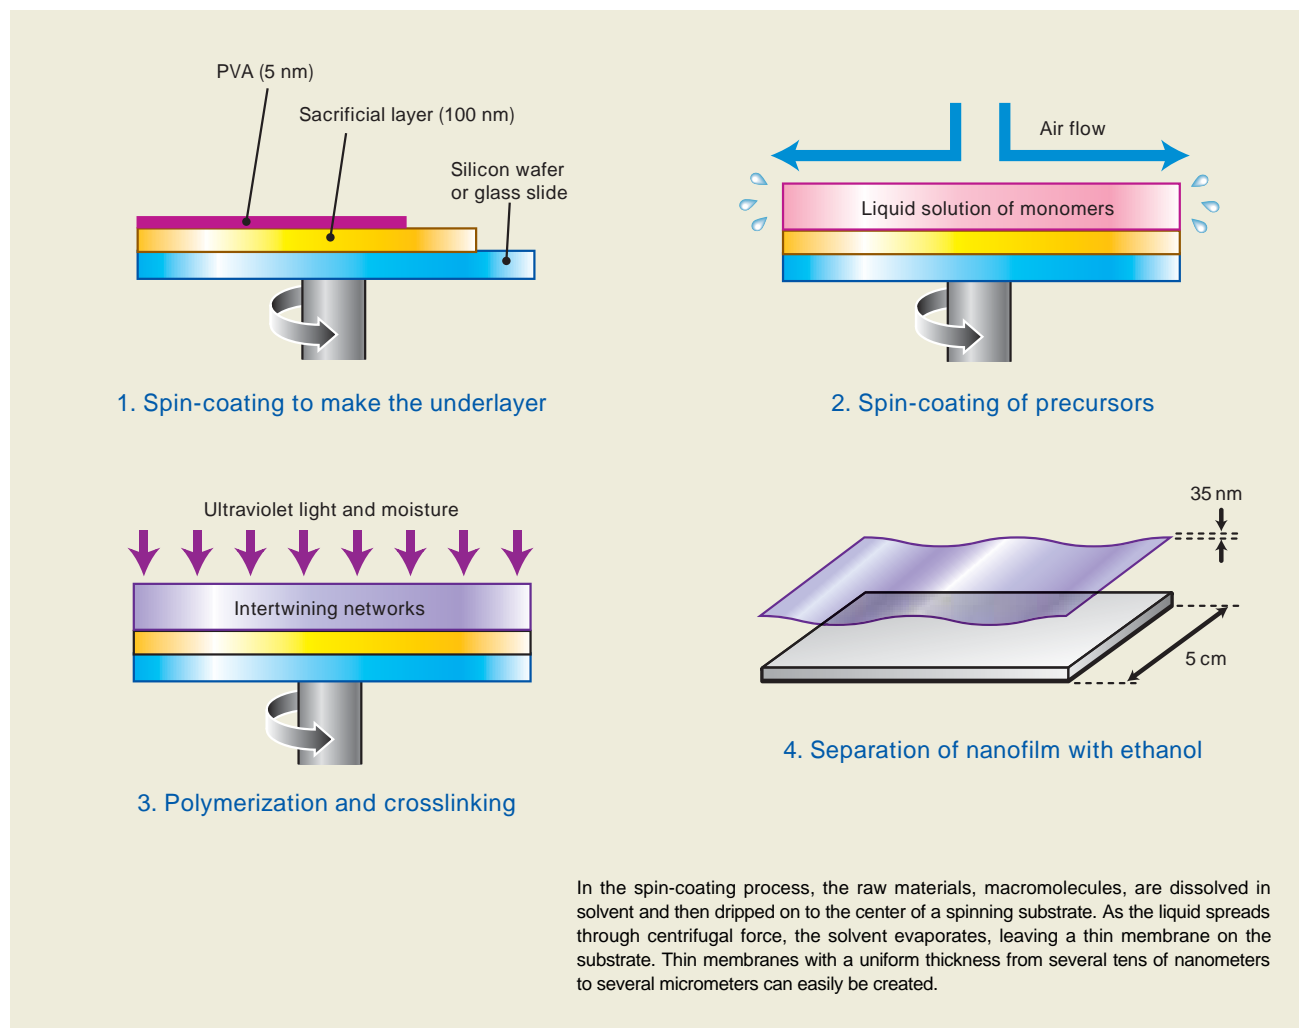 PVA (5 nm)
Sacrificial layer (100 nm)
Silicon wafer
or glass slide
1. Spin-coating to make the underlayer
Air flow
Liquid solution of monomers
2. Spin-coating of precursors
Ultraviolet light and moisture
Intertwining networks
3. Polymerization and crosslinking
35 nm
5 cm
4. Separation of nanofilm with ethanol
In the spin-coating process, the raw materials, macromolecules, are dissolved in
solvent and then dripped on to the center of a spinning substrate. As the liquid spreads
through centrifugal force, the solvent evaporates, leaving a thin membrane on the
substrate. Thin membranes with a uniform thickness from several tens of nanometers
to several micrometers can easily be created.